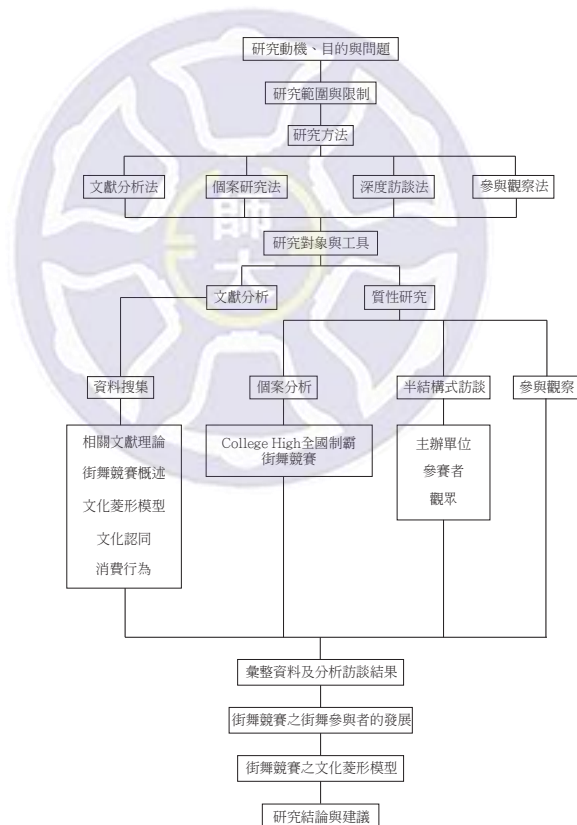 研究動機、目的與問題
研究範圍與限制
研究方法
文獻分析法
個案研究法
深度訪談法
參與觀察法
師大
研究對象與工具
文獻分析
質性研究
資料搜集
個案分析
半結構式訪談
參與觀察
相關文獻理論
街舞競賽概述
文化菱形模型
文化認同
消費行為
College High全國制霸
街舞競賽
主辦單位
參賽者
觀眾
彙整資料及分析訪談結果
街舞競賽之街舞參與者的發展
街舞競賽之文化菱形模型
研究結論與建議